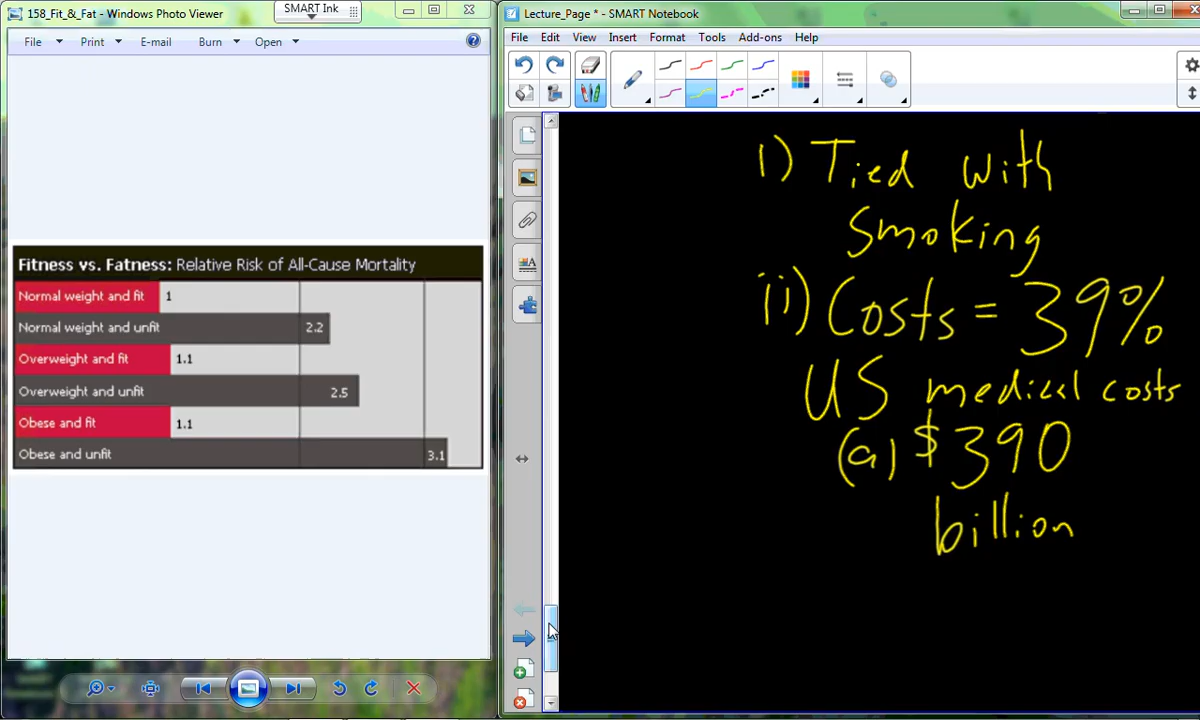 158_Fit_&_Fat - Windows Photo Viewer
SMART Ink
File Print E-mail Burn Open
Fitness vs. Fatness: Relative Risk of All-Cause Mortality
Normal weight and fit 1
Normal weight and unfit 2.2
Overweight and fit 1.1
Overweight and unfit 2.5
Obese and fit 1.1
Obese and unfit 3.1
Lecture_Page * - SMART Notebook
File Edit View Insert Format Tools Add-ons Help
i) Tied with
smoking
ii) Costs = 39%
US medical costs
(a) $390
billion